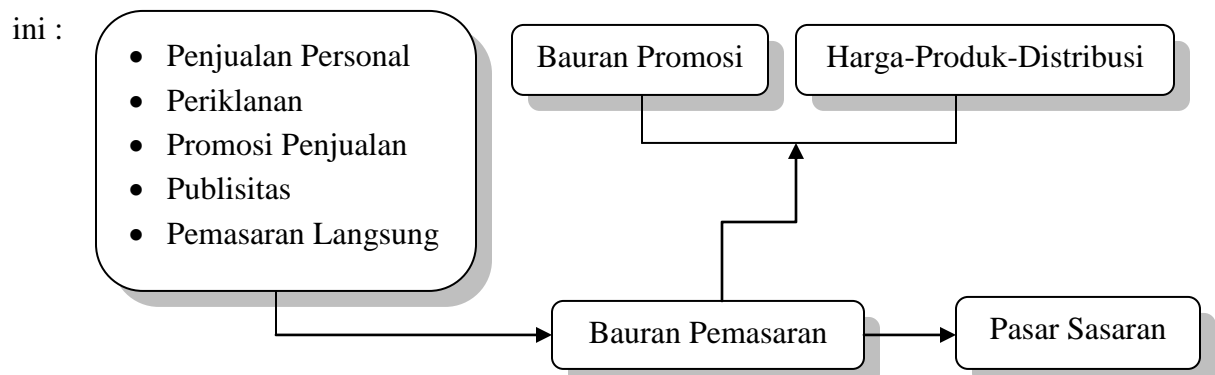 ini :
• Penjualan Personal
• Periklanan
• Promosi Penjualan
• Publisitas
• Pemasaran Langsung
Bauran Promosi
Harga-Produk-Distribusi
Bauran Pemasaran
Pasar Sasaran